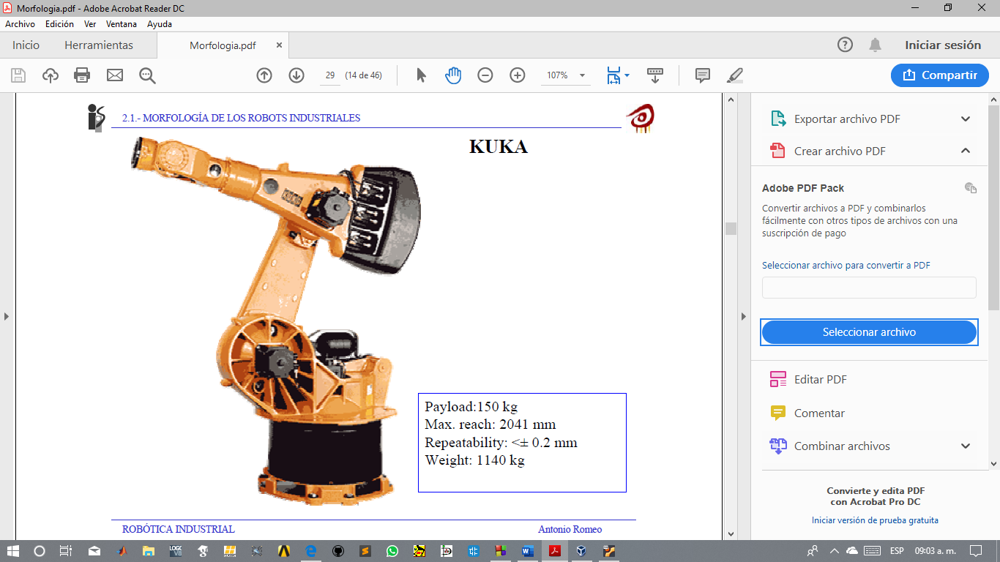 Morfologia.pdf - Adobe Acrobat Reader DC
Archivo Edición Ver Ventana Ayuda
Inicio Herramientas Morfologia.pdf Iniciar sesión
29 (14 de 46) 107% Compartir
2.1.- MORFOLOGÍA DE LOS ROBOTS INDUSTRIALES
KUKA
KUKA
Payload:150 kg
Max. reach: 2041 mm
Repeatability: <± 0.2 mm
Weight: 1140 kg
ROBÓTICA INDUSTRIAL Antonio Romeo
Exportar archivo PDF
Crear archivo PDF
Adobe PDF Pack
Convertir archivos a PDF y combinarlos
fácilmente con otros tipos de archivos con una
suscripción de pago
Seleccionar archivo para convertir a PDF
Seleccionar archivo
Editar PDF
Comentar
Combinar archivos
Convierte y edita PDF
con Acrobat Pro DC
Iniciar versión de prueba gratuita
ESP 09:03 a. m.